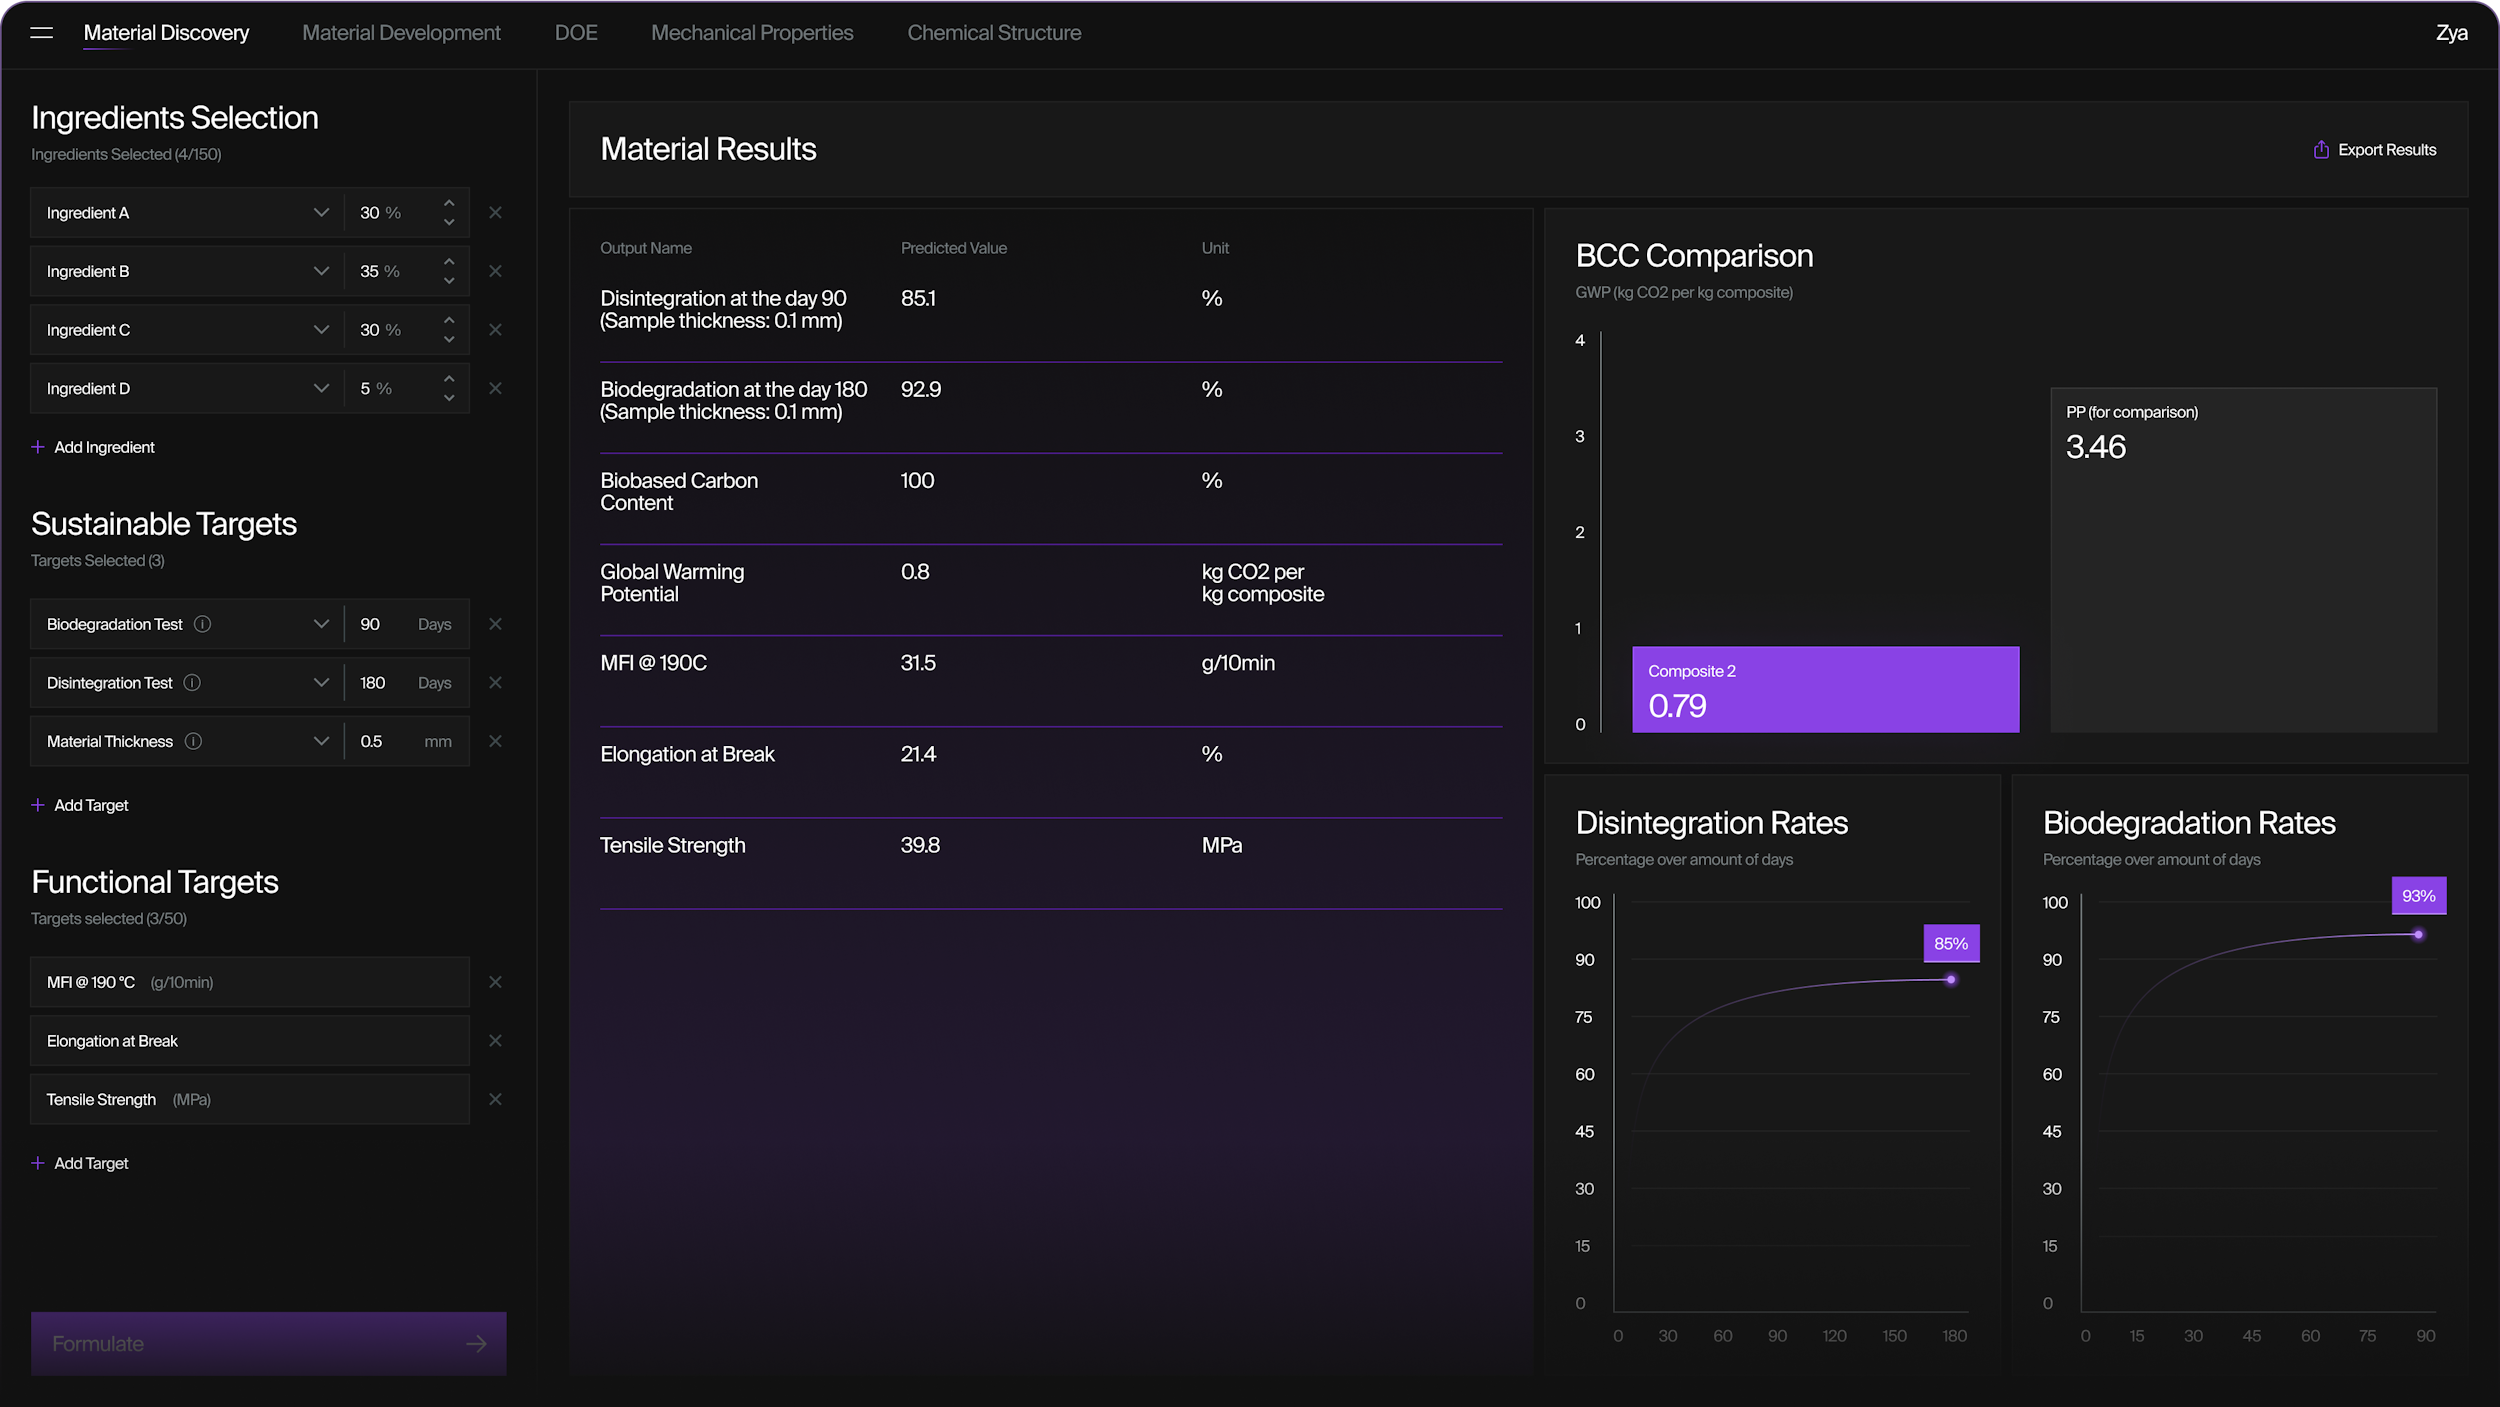 Material Discovery
Material Development
DOE
Mechanical Properties
Chemical Structure
Zya
Ingredients Selection
Ingredients Selected (4/150)
Ingredient A
30 %
Ingredient B
35 %
Ingredient C
30 %
Ingredient D
5 %
Add Ingredient
Sustainable Targets
Targets Selected (3)
Biodegradation Test
90 Days
Disintegration Test
180 Days
Material Thickness
0.5 mm
Add Target
Functional Targets
Targets selected (3/50)
MFI @ 190 °C (g/10min)
Elongation at Break
Tensile Strength (MPa)
Add Target
Formulate
Material Results
Export Results
Output Name
Predicted Value
Unit
Disintegration at the day 90
(Sample thickness: 0.1 mm)
85.1
%
Biodegradation at the day 180
(Sample thickness: 0.1 mm)
92.9
%
Biobased Carbon
Content
100
%
Global Warming
Potential
0.8
kg CO2 per
kg composite
MFI @ 190C
31.5
g/10min
Elongation at Break
21.4
%
Tensile Strength
39.8
MPa
BCC Comparison
GWP (kg CO2 per kg composite)
4
3
2
1
0
Composite 2
0.79
PP (for comparison)
3.46
Disintegration Rates
Percentage over amount of days
100
90
75
60
45
30
15
0
85%
0 30 60 90 120 150 180
Biodegradation Rates
Percentage over amount of days
100
90
75
60
45
30
15
0
93%
0 15 30 45 60 75 90